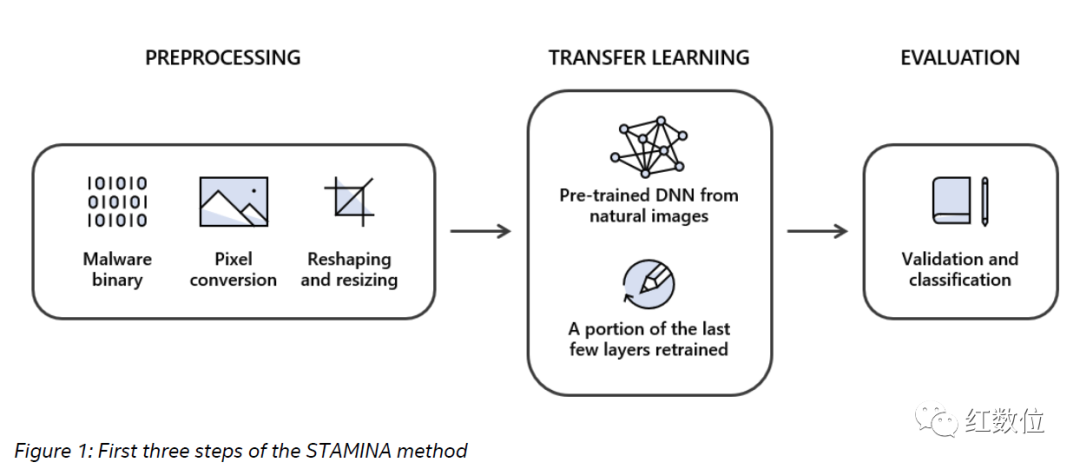 PREPROCESSING
TRANSFER LEARNING
EVALUATION
101010
010101
101010
Malware
binary
Pixel
conversion
Reshaping
and resizing
Pre-trained DNN from
natural images
A portion of the last
few layers retrained
Validation and
classification
红数位
Figure 1: First three steps of the STAMINA method